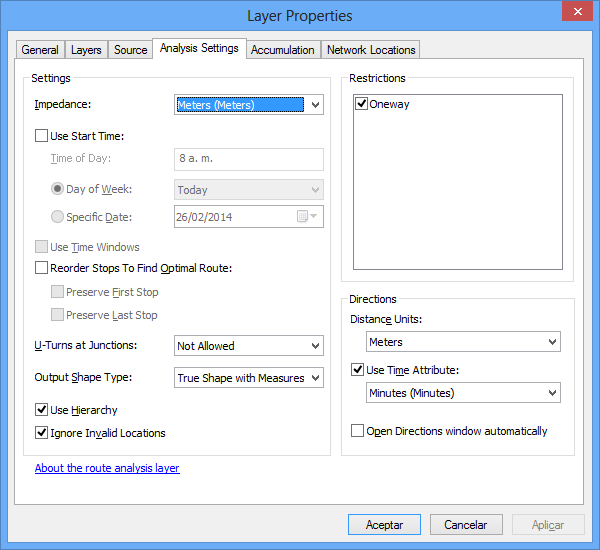 Layer Properties
General Layers Source Analysis Settings Accumulation Network Locations
Settings
Impedance: Meters (Meters)
Use Start Time:
Time of Day: 8 a. m.
Day of Week: Today
Specific Date: 26/02/2014
Use Time Windows
Reorder Stops To Find Optimal Route:
Preserve First Stop
Preserve Last Stop
U-Turns at Junctions: Not Allowed
Output Shape Type: True Shape with Measures
Use Hierarchy
Ignore Invalid Locations
About the route analysis layer
Restrictions
Oneway
Directions
Distance Units:
Meters
Use Time Attribute:
Minutes (Minutes)
Open Directions window automatically
Aceptar Cancelar Aplicar